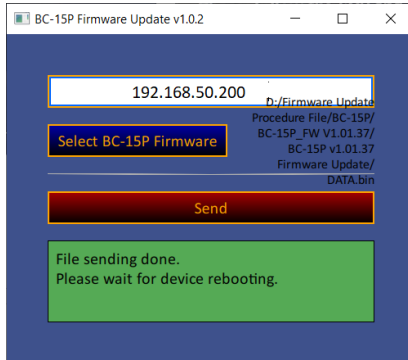 BC-15P Firmware Update v1.0.2
192.168.50.200
D:/Firmware Update
Procedure File/BC-15P/
BC-15P_FW V1.01.37/
BC-15P v1.01.37
Firmware Update/
DATA.bin
Select BC-15P Firmware
Send
File sending done.
Please wait for device rebooting.